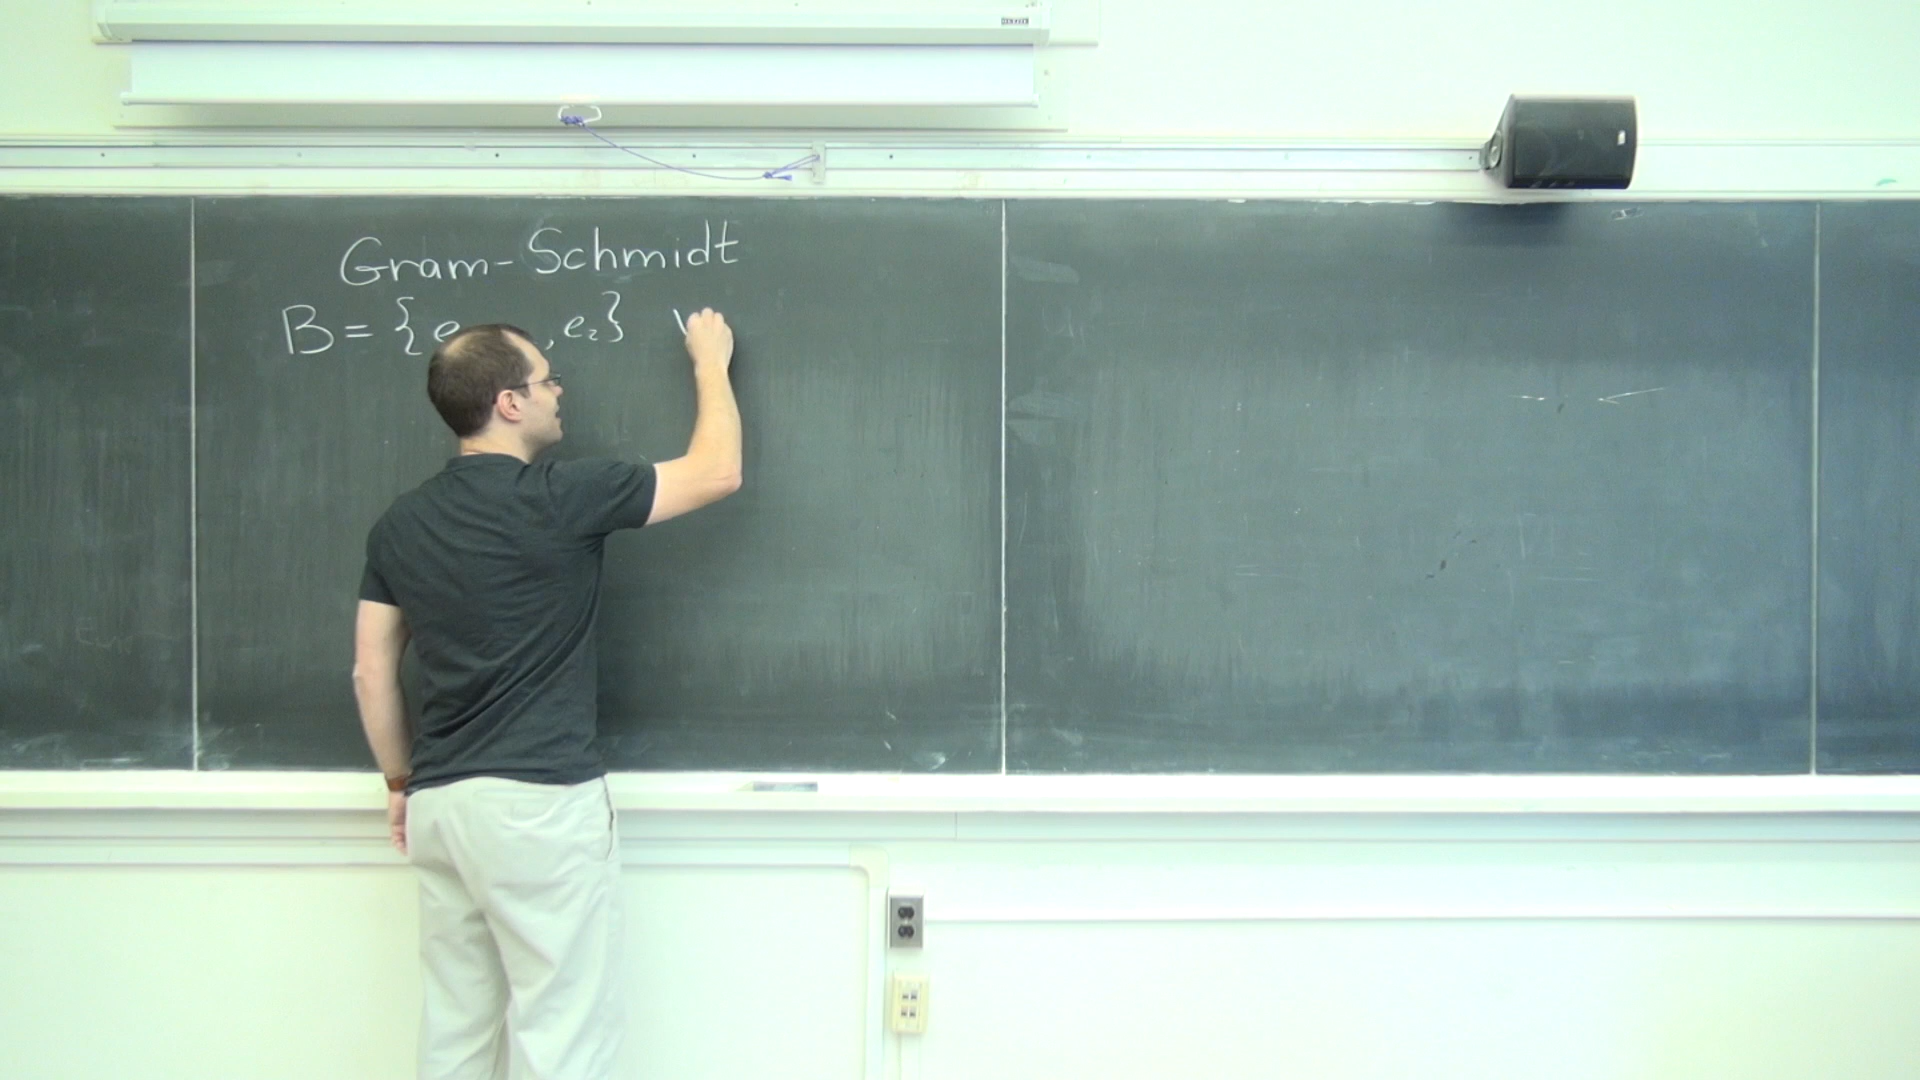 Gram-Schmidt
B = {e , e₂}